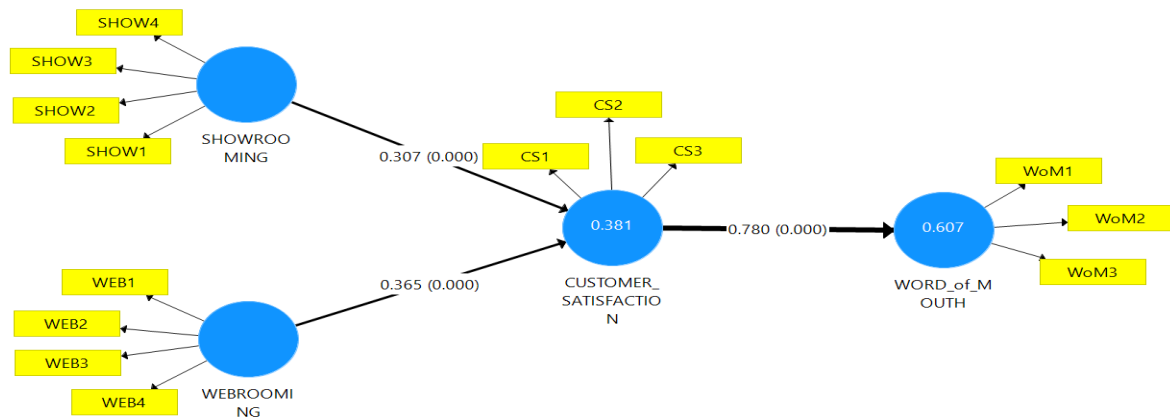 SHOW4
SHOW3
SHOW2
SHOW1
SHOWROO
MING
0.307 (0.000)
CS1
CS2
CS3
0.381
CUSTOMER_
SATISFACTIO
N
0.780 (0.000)
WoM1
WoM2
WoM3
0.607
WORD_of_M
OUTH
0.365 (0.000)
WEB1
WEB2
WEB3
WEB4
WEBROOMI
NG